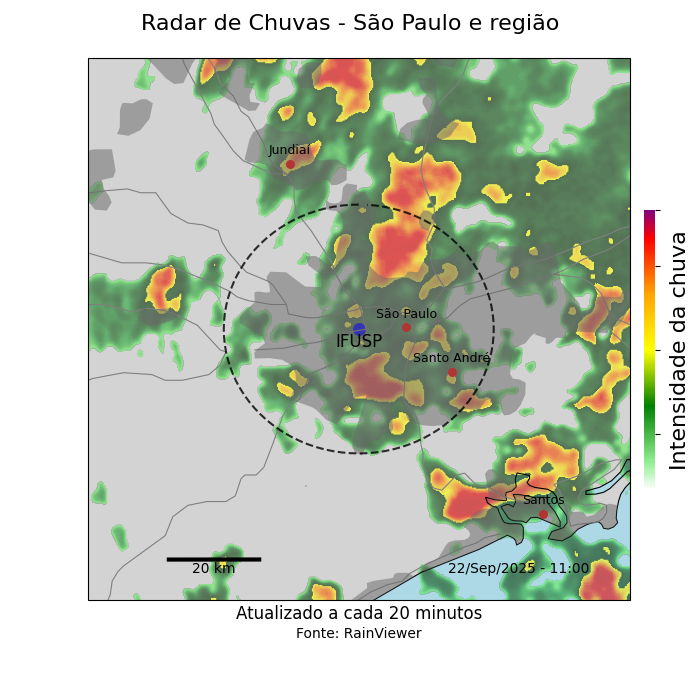 Radar de Chuvas - São Paulo e região
Jundiaí
São Paulo
IFUSP
Santo André
Santos
20 km
22/Sep/2025 - 11:00
Intensidade da chuva
Atualizado a cada 20 minutos
Fonte: RainViewer